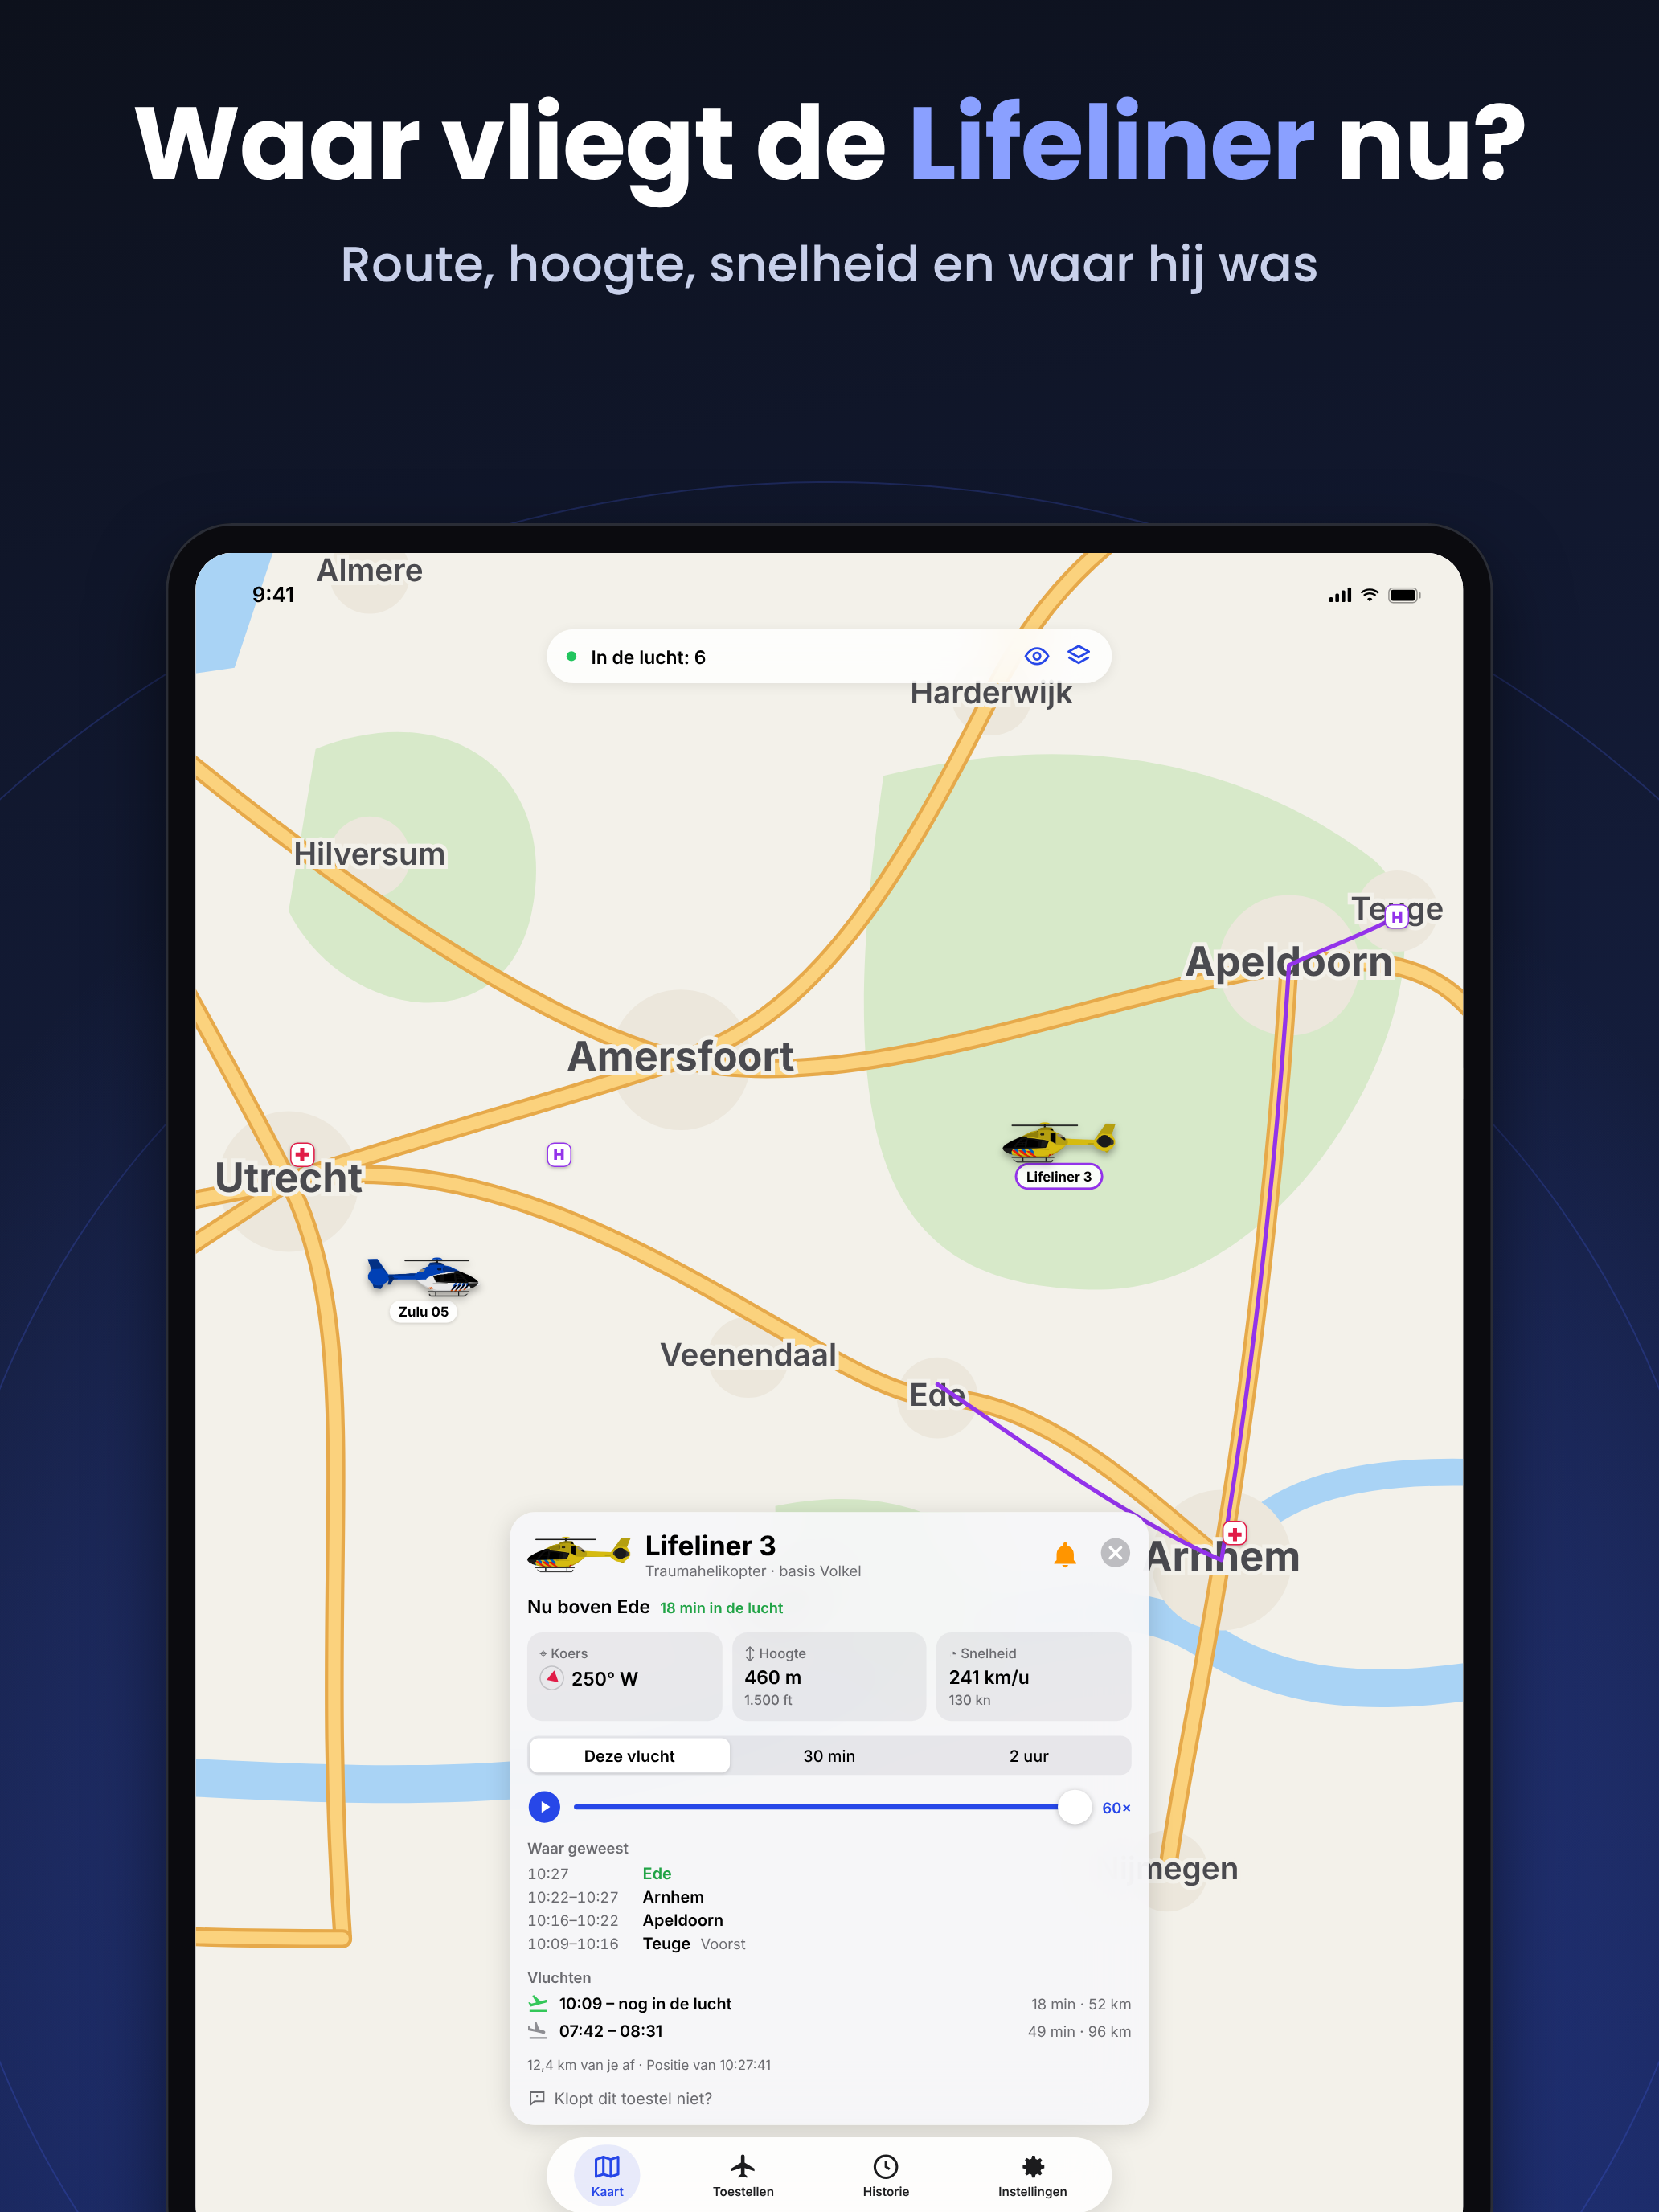 Waar vliegt de Lifeliner nu?
Route, hoogte, snelheid en waar hij was
Almere
9:41
In de lucht: 6
Harderwijk
Hilversum
Teuge
H
Apeldoorn
Amersfoort
H
Utrecht
Lifeliner 3
Zulu 05
Veenendaal
Ede
Arnhem
Lifeliner 3
Traumahelikopter · basis Volkel
Nu boven Ede 18 min in de lucht
Koers
250° W
Hoogte
460 m
1.500 ft
Snelheid
241 km/u
130 kn
Deze vlucht 30 min 2 uur
60×
Waar geweest
10:27 Ede
10:22–10:27 Arnhem
10:16–10:22 Apeldoorn
10:09–10:16 Teuge Voorst
jmegen
Vluchten
10:09 – nog in de lucht 18 min · 52 km
07:42 – 08:31 49 min · 96 km
12,4 km van je af · Positie van 10:27:41
Klopt dit toestel niet?
Kaart Toestellen Historie Instellingen